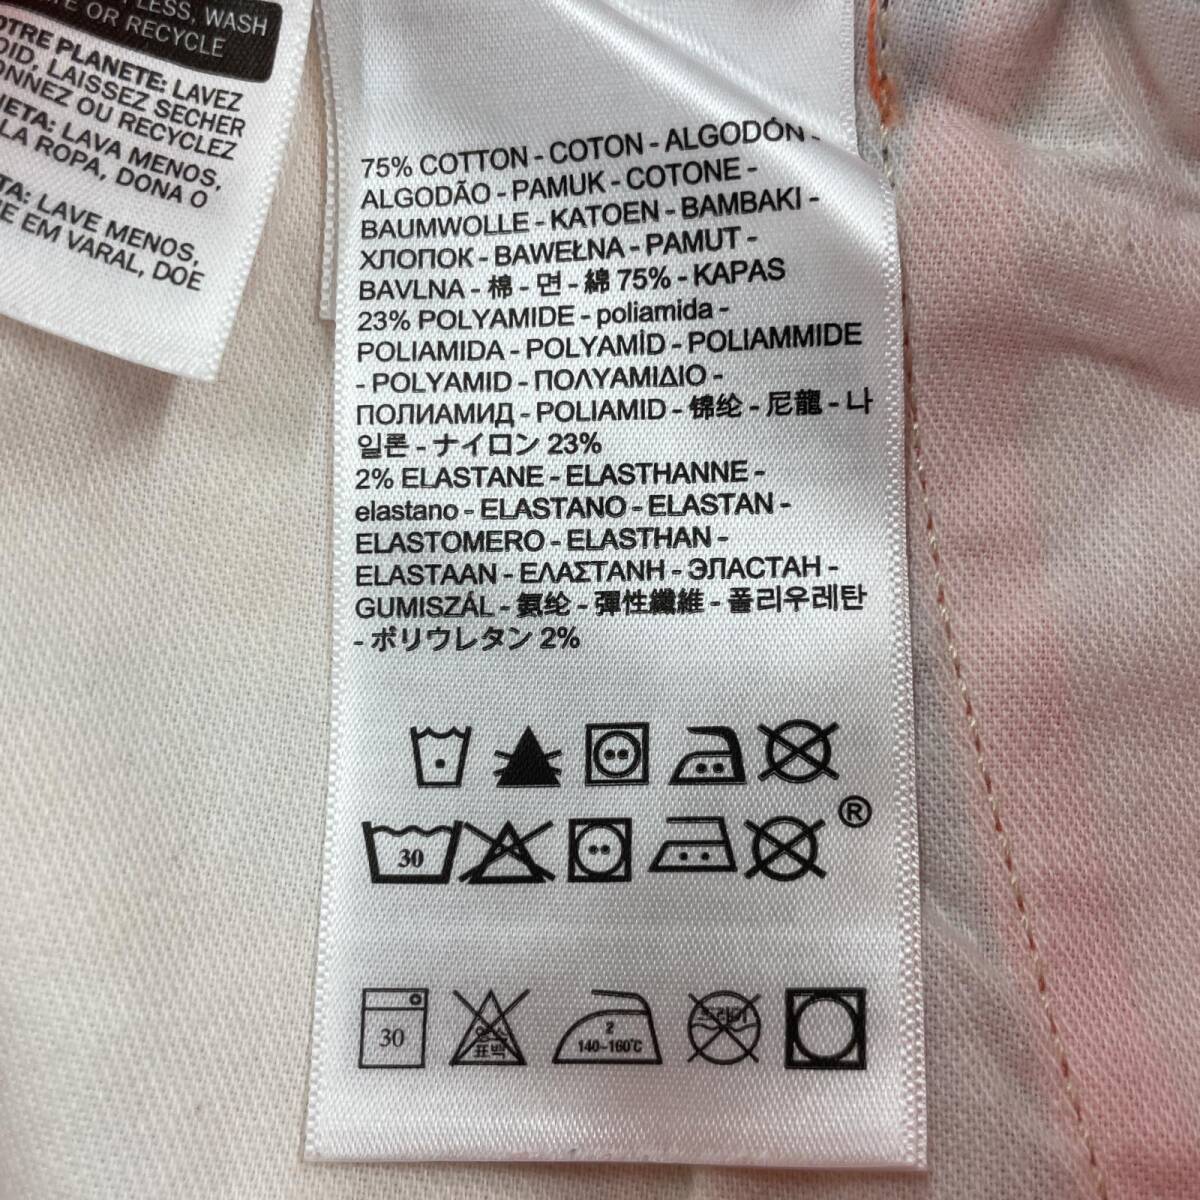 LESS, WASH
OR RECYCLE
PLANETE: LAVEZ
LAISSEZ SECHER
OU RECYCLEZ
LAVA MENOS,
LA ROPA, DONA O
LAVE MENOS,
EM VARAL, DOE
75% COTTON - COTON - ALGODÓN -
ALGODÃO - PAMUK - COTONE -
BAUMWOLLE - KATOEN - BAMBAKI -
ХЛОПОК - BAWEŁNA - PAMUT -
BAVLNA - 棉 - 면 - 綿 75% - KAPAS
23% POLYAMIDE - poliamida -
POLIAMIDA - POLYAMİD - POLIAMMIDE
- POLYAMID - ΠΟΛΥΑΜΙΔΙΟ -
ПОЛИАМИД - POLIAMID - 锦纶 - 尼龍 - 나
일론 - ナイロン 23%
2% ELASTANE - ELASTHANNE -
elastano - ELASTANO - ELASTAN -
ELASTOMERO - ELASTHAN -
ELASTAAN - ΕΛΑΣΤΑΝΗ - ЭЛАСТАН -
GUMISZÁL - 氨纶 - 彈性纖維 - 폴리우레탄
- ポリウレタン 2%
®
30
30
염소
표백
2
140~160℃
드라이